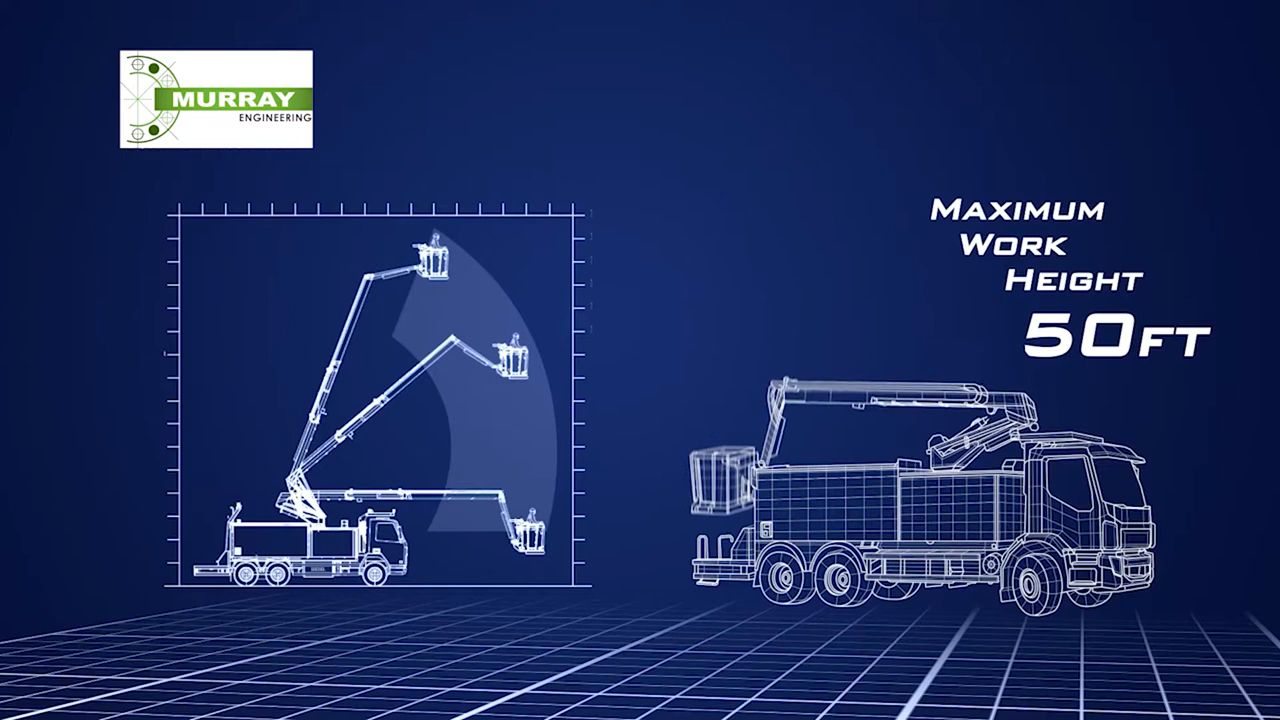 MURRAY
ENGINEERING
MAXIMUM
WORK
HEIGHT
50FT